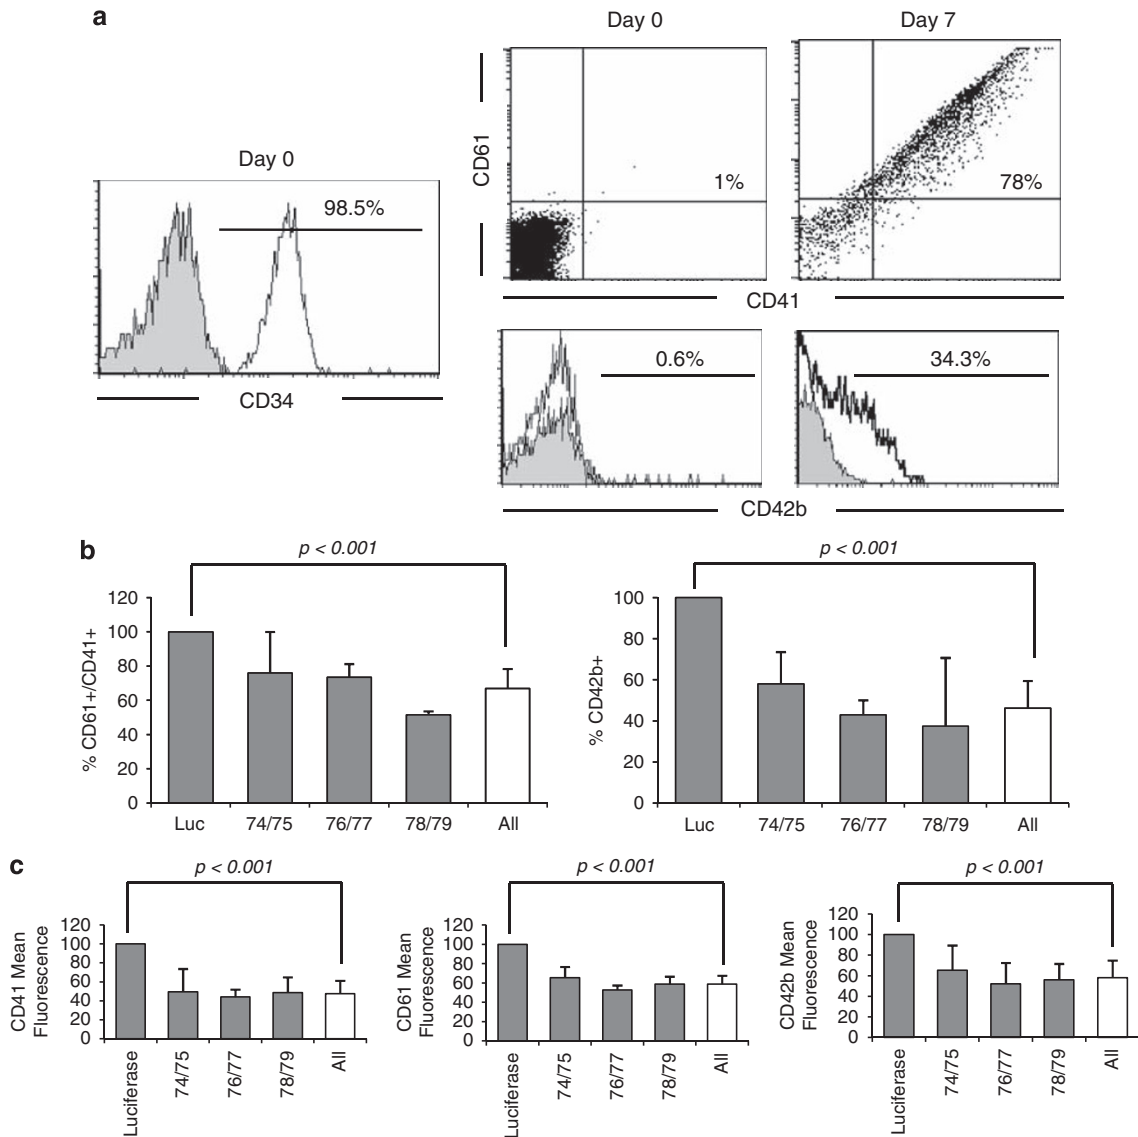 a
Day 0
98.5%
CD34
Day 0
Day 7
CD61
1%
78%
CD41
0.6%
34.3%
CD42b
b
p < 0.001
% CD61+/CD41+
120
100
80
60
40
20
0
Luc
74/75
76/77
78/79
All
p < 0.001
% CD42b+
100
80
60
40
20
0
Luc
74/75
76/77
78/79
All
c
p < 0.001
CD41 Mean
Fluorescence
120
100
80
60
40
20
0
Luciferase
74/75
76/77
78/79
All
p < 0.001
CD61 Mean
Fluorescence
120
100
80
60
40
20
0
Luciferase
74/75
76/77
78/79
All
p < 0.001
CD42b Mean
Fluorescence
120
100
80
60
40
20
0
Luciferase
74/75
76/77
78/79
All